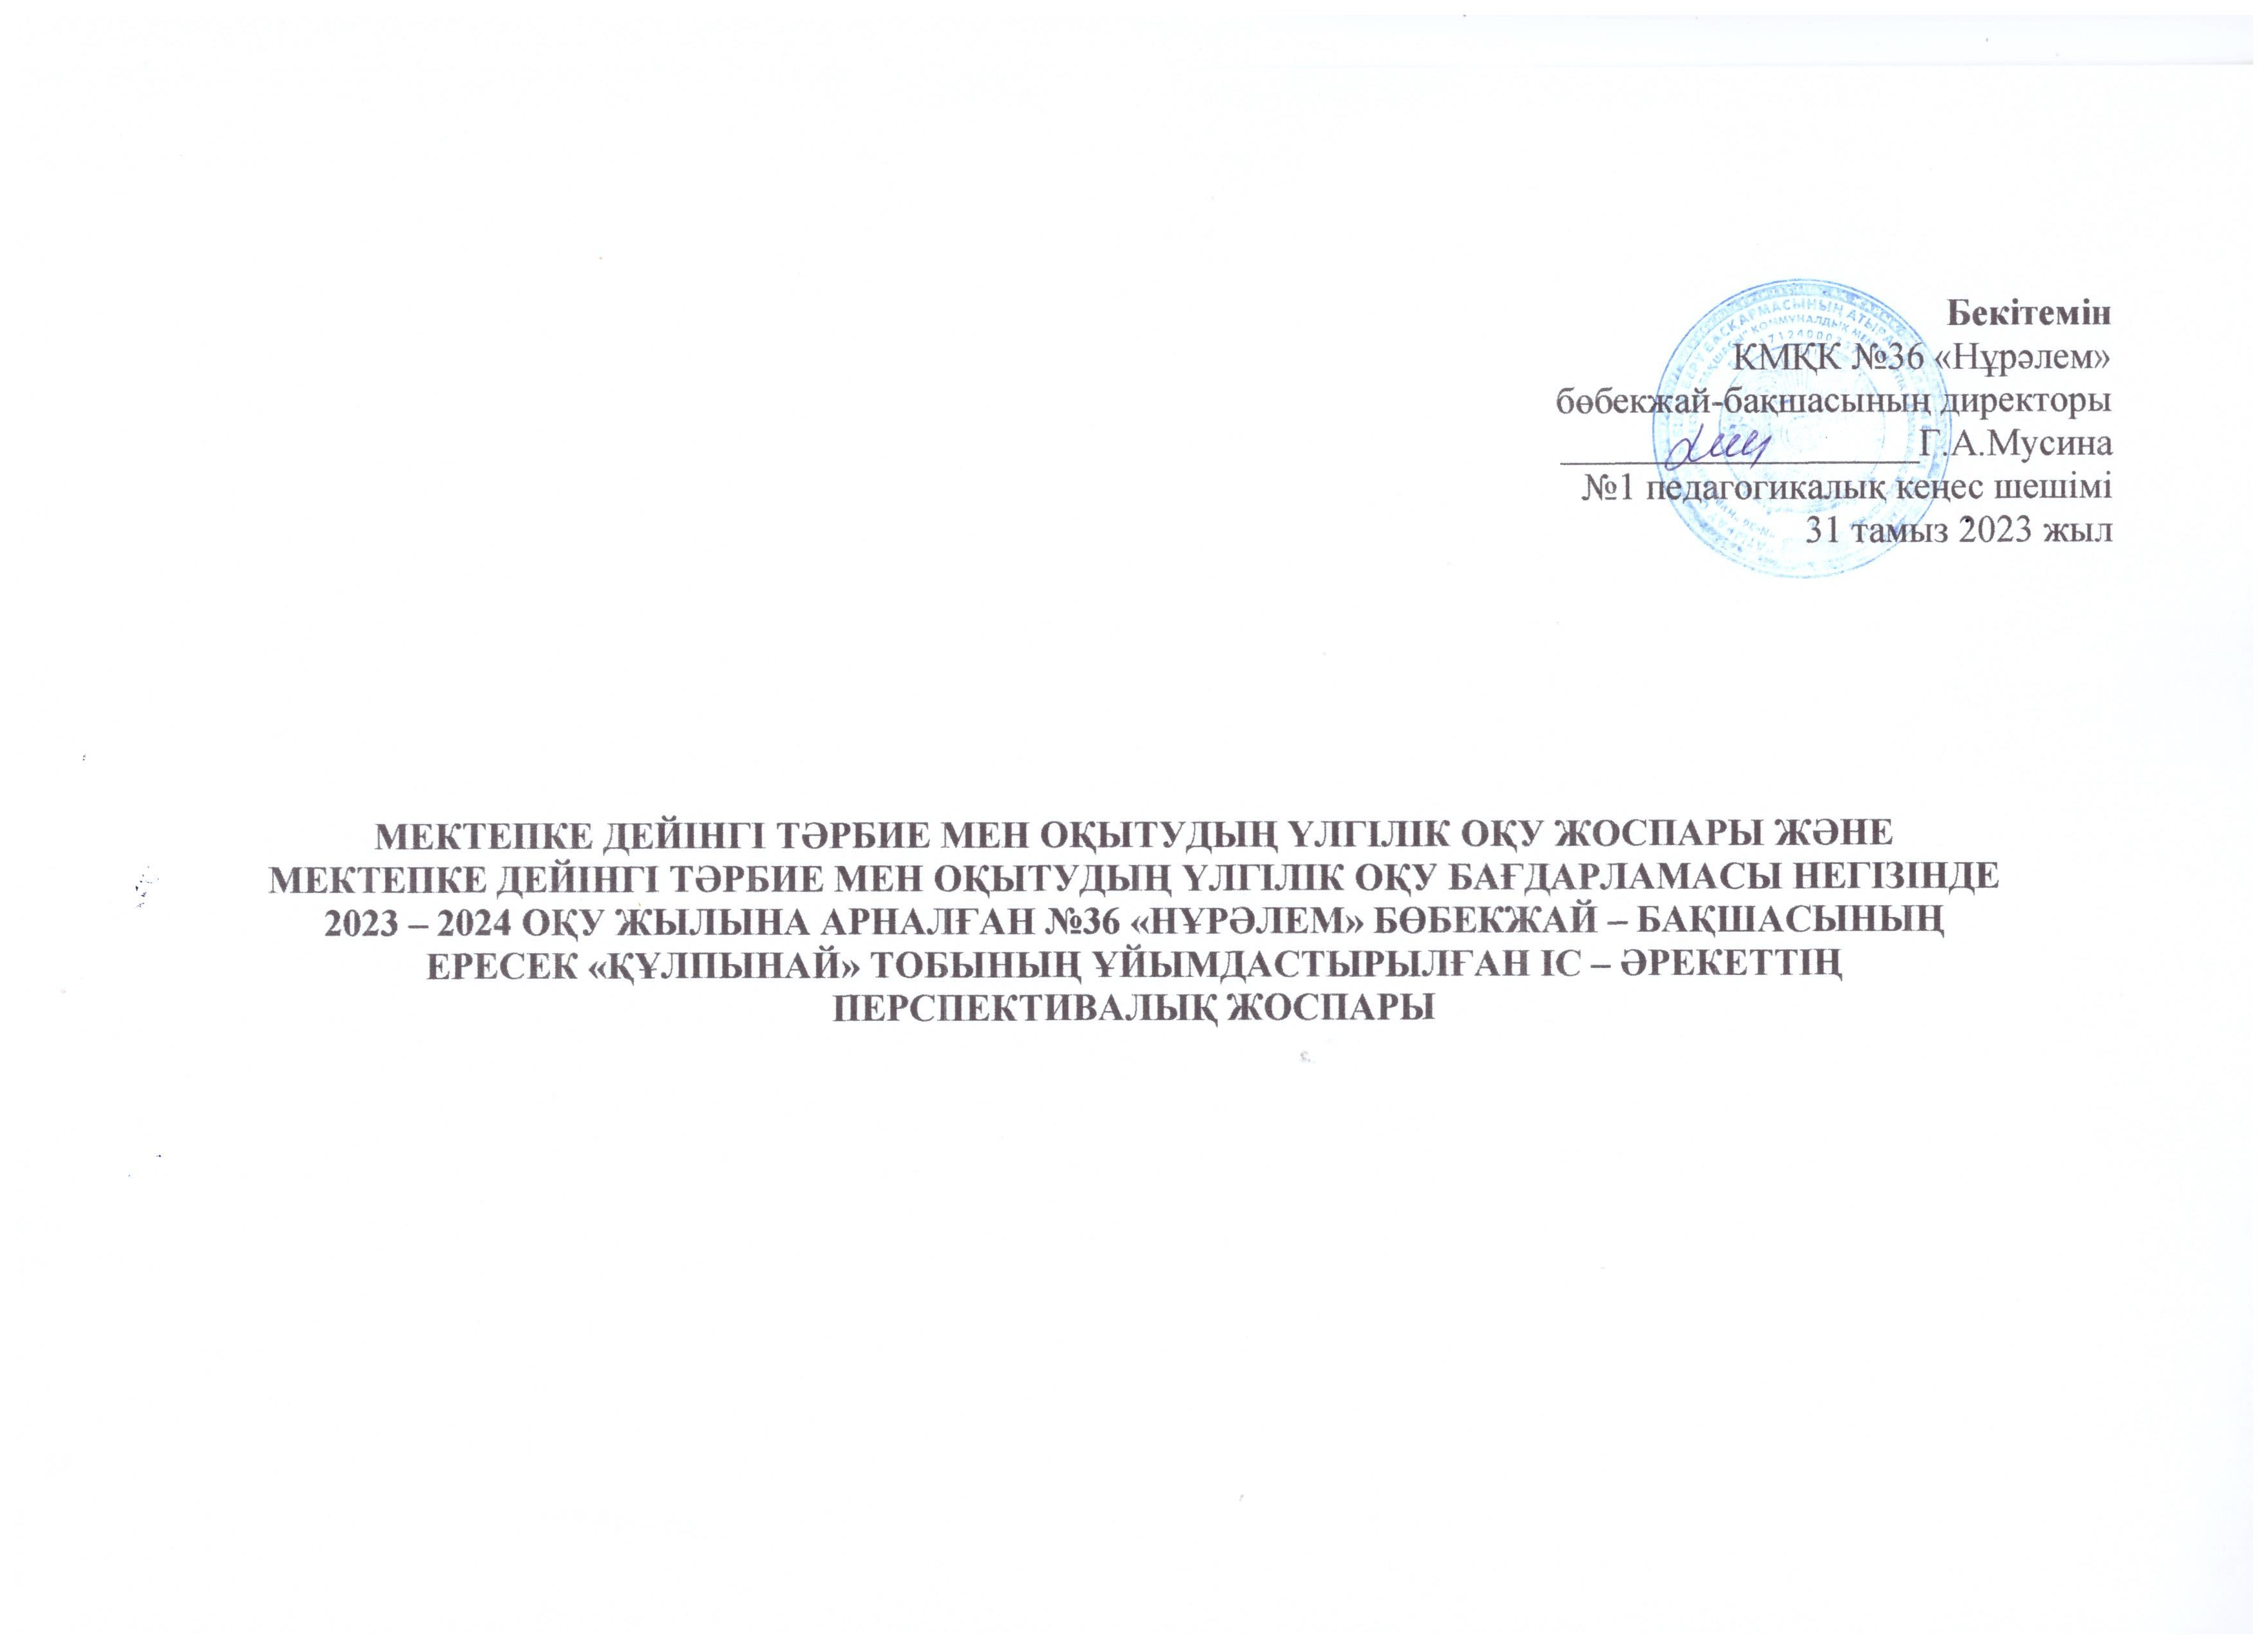 Бекітемін
КМҚК №36 «Нұрәлем»
бөбекжай-бақшасының директоры
Г.А.Мусина
№1 педагогикалық кеңес шешімі
31 тамыз 2023 жыл
МЕКТЕПКЕ ДЕЙІНГІ ТӘРБИЕ МЕН ОҚЫТУДЫҢ ҮЛГІЛІК ОҚУ ЖОСПАРЫ ЖӘНЕ
МЕКТЕПКЕ ДЕЙІНГІ ТӘРБИЕ МЕН ОҚЫТУДЫҢ ҮЛГІЛІК ОҚУ БАҒДАРЛАМАСЫ НЕГІЗІНДЕ
2023 – 2024 ОҚУ ЖЫЛЫНА АРНАЛҒАН №36 «НҰРӘЛЕМ» БӨБЕКЖАЙ – БАҚШАСЫНЫҢ
ЕРЕСЕК «ҚҰЛПЫНАЙ» ТОБЫНЫҢ ҰЙЫМДАСТЫРЫЛҒАН ІС – ӘРЕКЕТТІҢ
ПЕРСПЕКТИВАЛЫҚ ЖОСПАРЫ